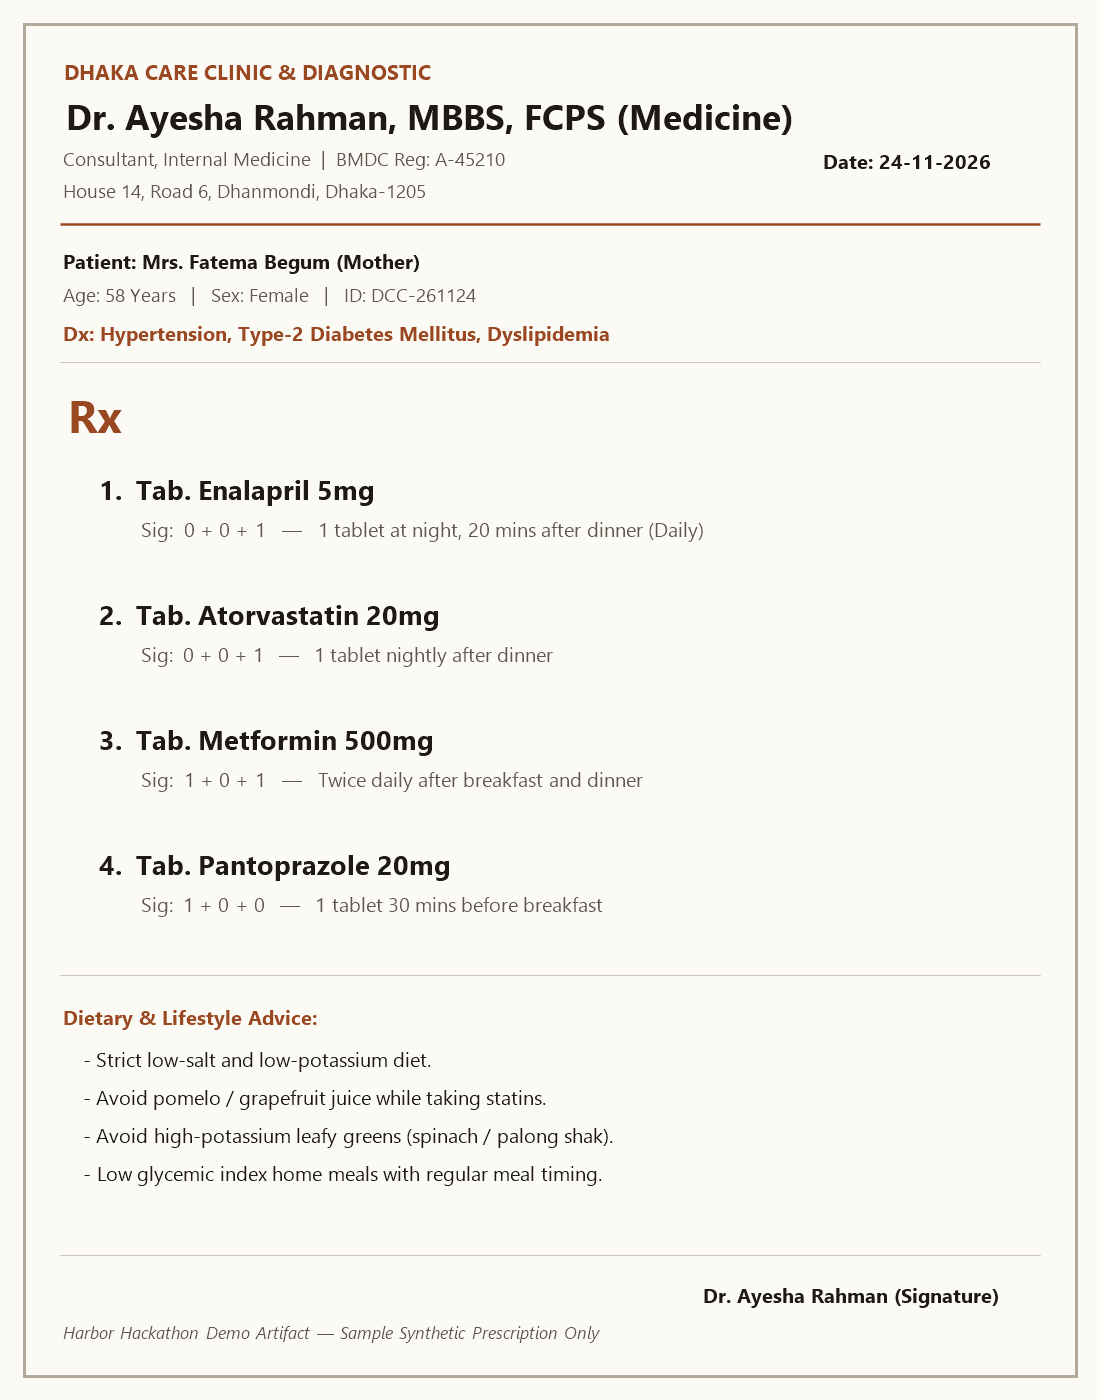 DHAKA CARE CLINIC & DIAGNOSTIC
Dr. Ayesha Rahman, MBBS, FCPS (Medicine)
Consultant, Internal Medicine | BMDC Reg: A-45210
Date: 24-11-2026
House 14, Road 6, Dhanmondi, Dhaka-1205
Patient: Mrs. Fatema Begum (Mother)
Age: 58 Years | Sex: Female | ID: DCC-261124
Dx: Hypertension, Type-2 Diabetes Mellitus, Dyslipidemia
Rx
1. Tab. Enalapril 5mg
Sig: 0 + 0 + 1 — 1 tablet at night, 20 mins after dinner (Daily)
2. Tab. Atorvastatin 20mg
Sig: 0 + 0 + 1 — 1 tablet nightly after dinner
3. Tab. Metformin 500mg
Sig: 1 + 0 + 1 — Twice daily after breakfast and dinner
4. Tab. Pantoprazole 20mg
Sig: 1 + 0 + 0 — 1 tablet 30 mins before breakfast
Dietary & Lifestyle Advice:
- Strict low-salt and low-potassium diet.
- Avoid pomelo / grapefruit juice while taking statins.
- Avoid high-potassium leafy greens (spinach / palong shak).
- Low glycemic index home meals with regular meal timing.
Dr. Ayesha Rahman (Signature)
Harbor Hackathon Demo Artifact — Sample Synthetic Prescription Only